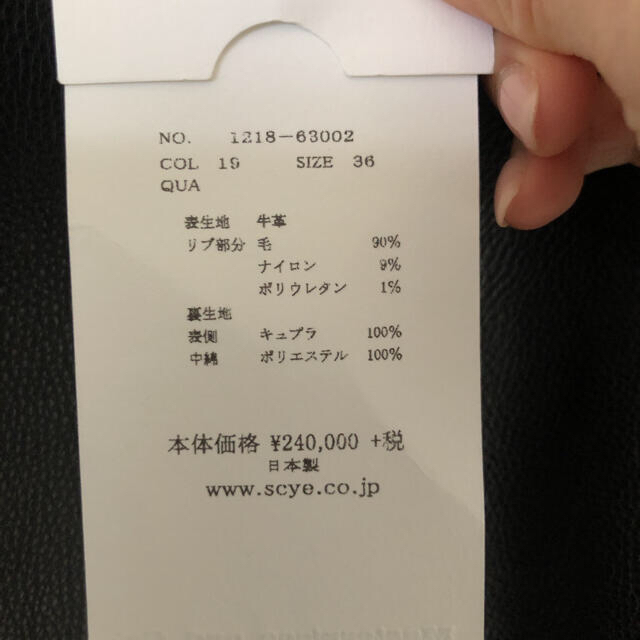 NO. 1218-63002
COL 19 SIZE 36
QUA
表生地 牛革
リブ部分 毛 90%
ナイロン 9%
ポリウレタン 1%
裏生地
表側 キュプラ 100%
中綿 ポリエステル 100%
本体価格 ¥240,000 +税
日本製
www.scye.co.jp